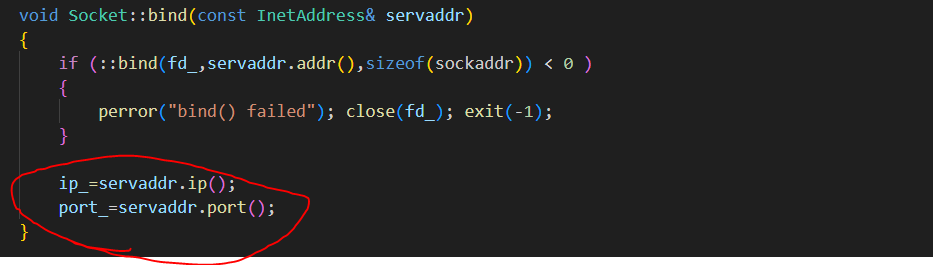 void Socket::bind(const InetAddress& servaddr)
{
    if (::bind(fd_,servaddr.addr(),sizeof(sockaddr)) < 0 )
    {
        perror("bind() failed"); close(fd_); exit(-1);
    }

    ip_=servaddr.ip();
    port_=servaddr.port();
}